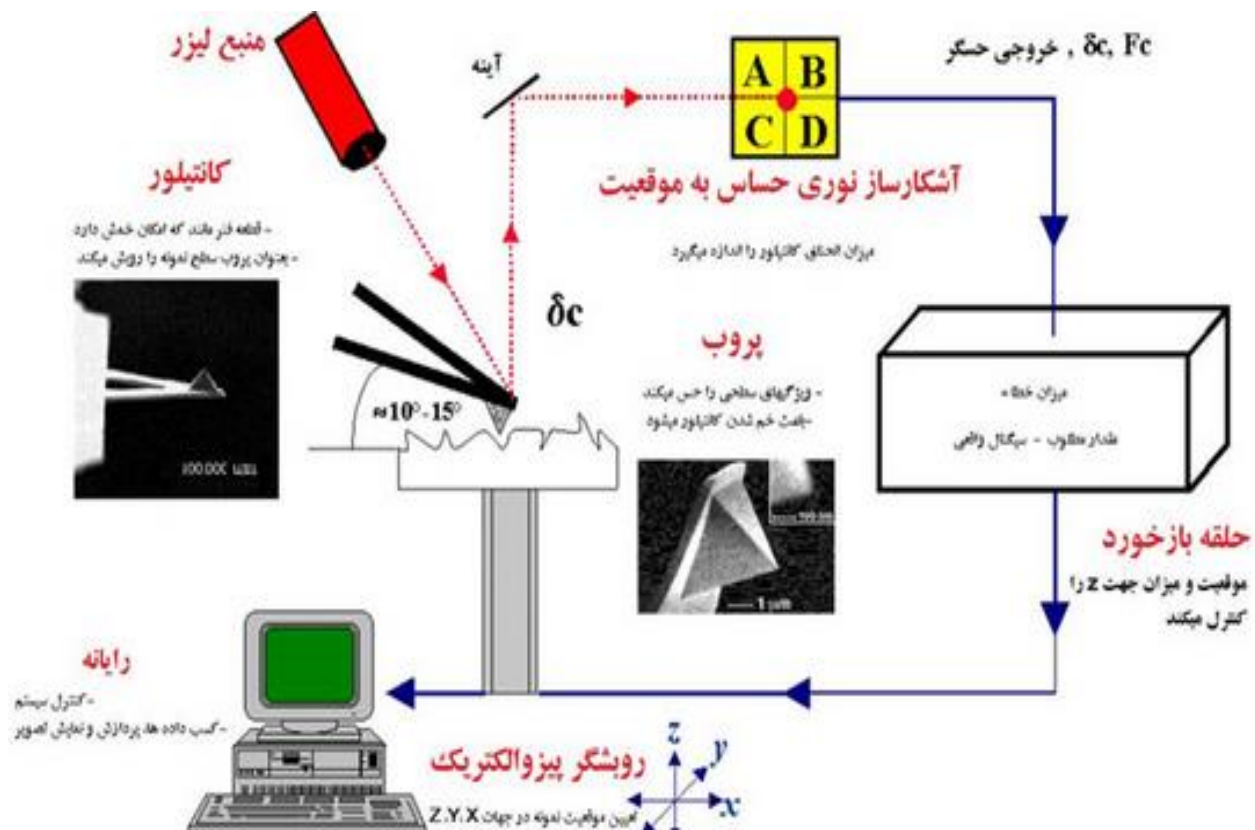 منبع لیزر
آینه
A B
C D
خروجی حسگر , δc, Fc
کانتیلور
- قطعه فنر مانند که امکان خمش دارد
- بعنوان پروب سطح نمونه را روبش میکند
100.000 µm
آشکارساز نوری حساس به موقعیت
میزان انحنای کانتیلور را اندازه میگیرد
δc
≈10°-15°
پروب
- ویژگیهای سطحی را حس میکند
-باعث خم شدن کانتیلور میشود
1 µm
میزان خطا =
مقدار مطلوب - سیگنال واقعی
حلقه بازخورد
موقعیت و میزان جهت z را
کنترل میکند
رایانه
-کنترل سیستم
-کسب داده ها، پردازش و نمایش تصویر
روبشگر پیزوالکتریک
تعیین موقعیت نمونه در جهات Z.Y.X
z
y
x